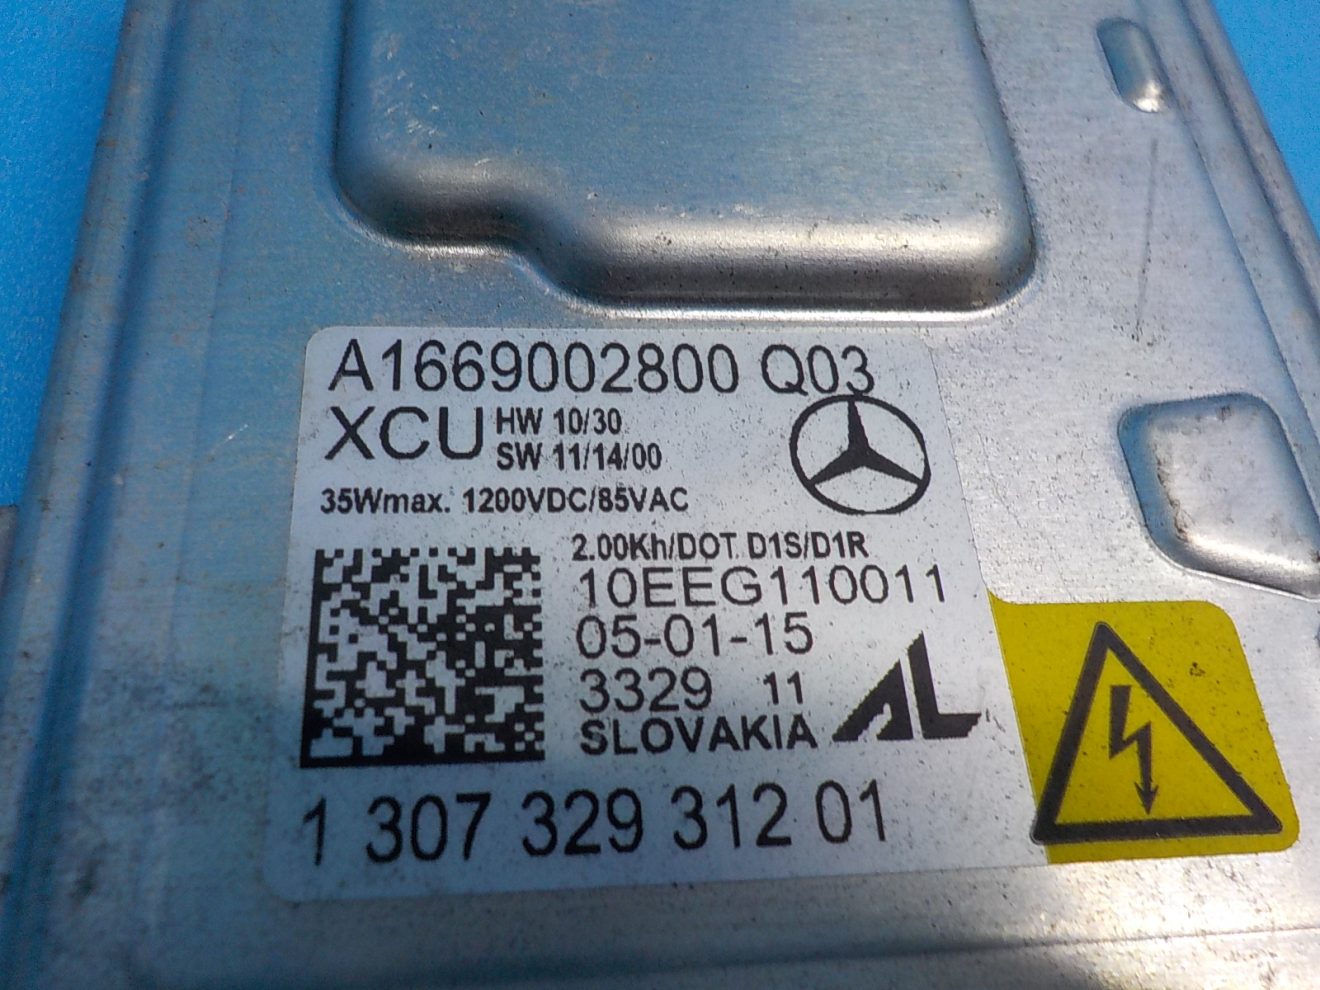 A1669002800 Q03
XCU HW 10/30
SW 11/14/00
35Wmax. 1200VDC/85VAC
2.00Kh/DOT D1S/D1R
10EEG110011
05-01-15
3329 11
SLOVAKIA AL
1 307 329 312 01